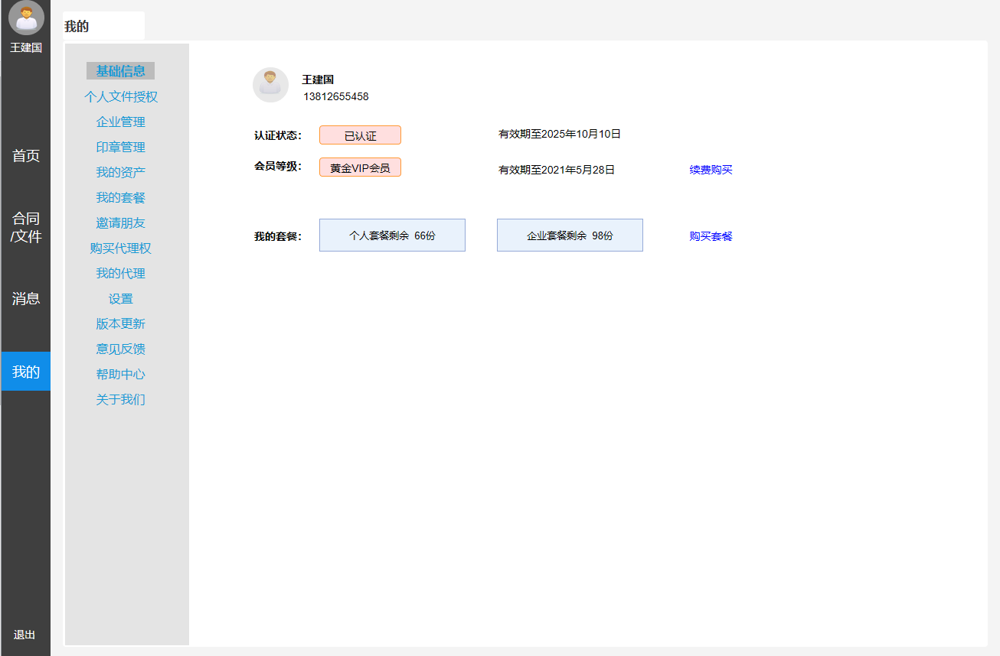 王建国
首页
合同
/文件
消息
我的
退出
我的
基础信息
个人文件授权
企业管理
印章管理
我的资产
我的套餐
邀请朋友
购买代理权
我的代理
设置
版本更新
意见反馈
帮助中心
关于我们
王建国
13812655458
认证状态： 已认证 有效期至2025年10月10日
会员等级： 黄金VIP会员 有效期至2021年5月28日 续费购买
我的套餐： 个人套餐剩余 66份 企业套餐剩余 98份 购买套餐